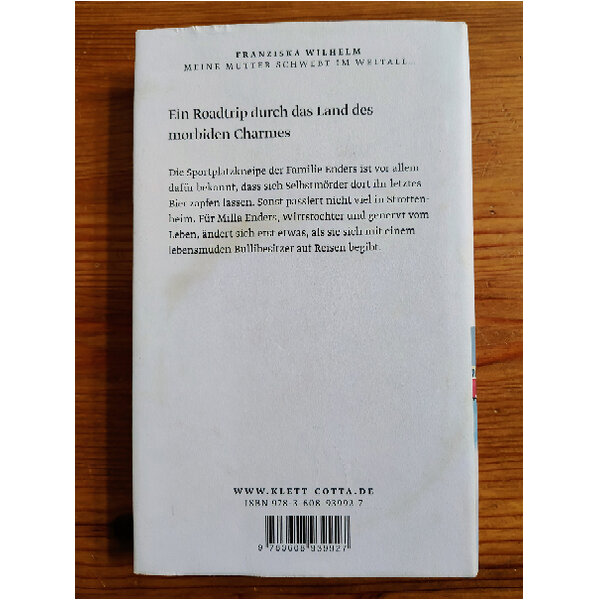 FRANZISKA WILHELM
MEINE MUTTER SCHWEBT IM WELTALL...
Ein Roadtrip durch das Land des
morbiden Charmes
Die Sportplatzkneipe der Familie Enders ist vor allem
dafür bekannt, dass sich Selbstmörder dort ihr letztes
Bier zapfen lassen. Sonst passiert nicht viel in Strotten-
heim. Für Milla Enders, Wirtstochter und genervt vom
Leben, ändert sich erst etwas, als sie sich mit einem
lebensmüden Bullibesitzer auf Reisen begibt.
WWW.KLETT-COTTA.DE
ISBN 978-3-608-93992-7
9 783608 939927